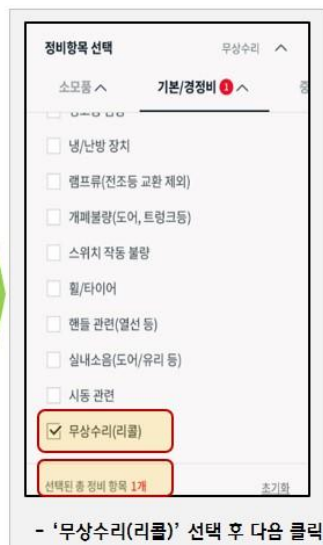 정비항목 선택 무상수리
소모품 기본/경정비 1 중
냉/난방 장치
램프류(전조등 교환 제외)
개폐불량(도어, 트렁크등)
스위치 작동 불량
휠/타이어
핸들 관련(열선 등)
실내소음(도어/유리 등)
시동 관련
무상수리(리콜)
선택된 총 정비 항목 1개 초기화
- ‘무상수리(리콜)’ 선택 후 다음 클릭